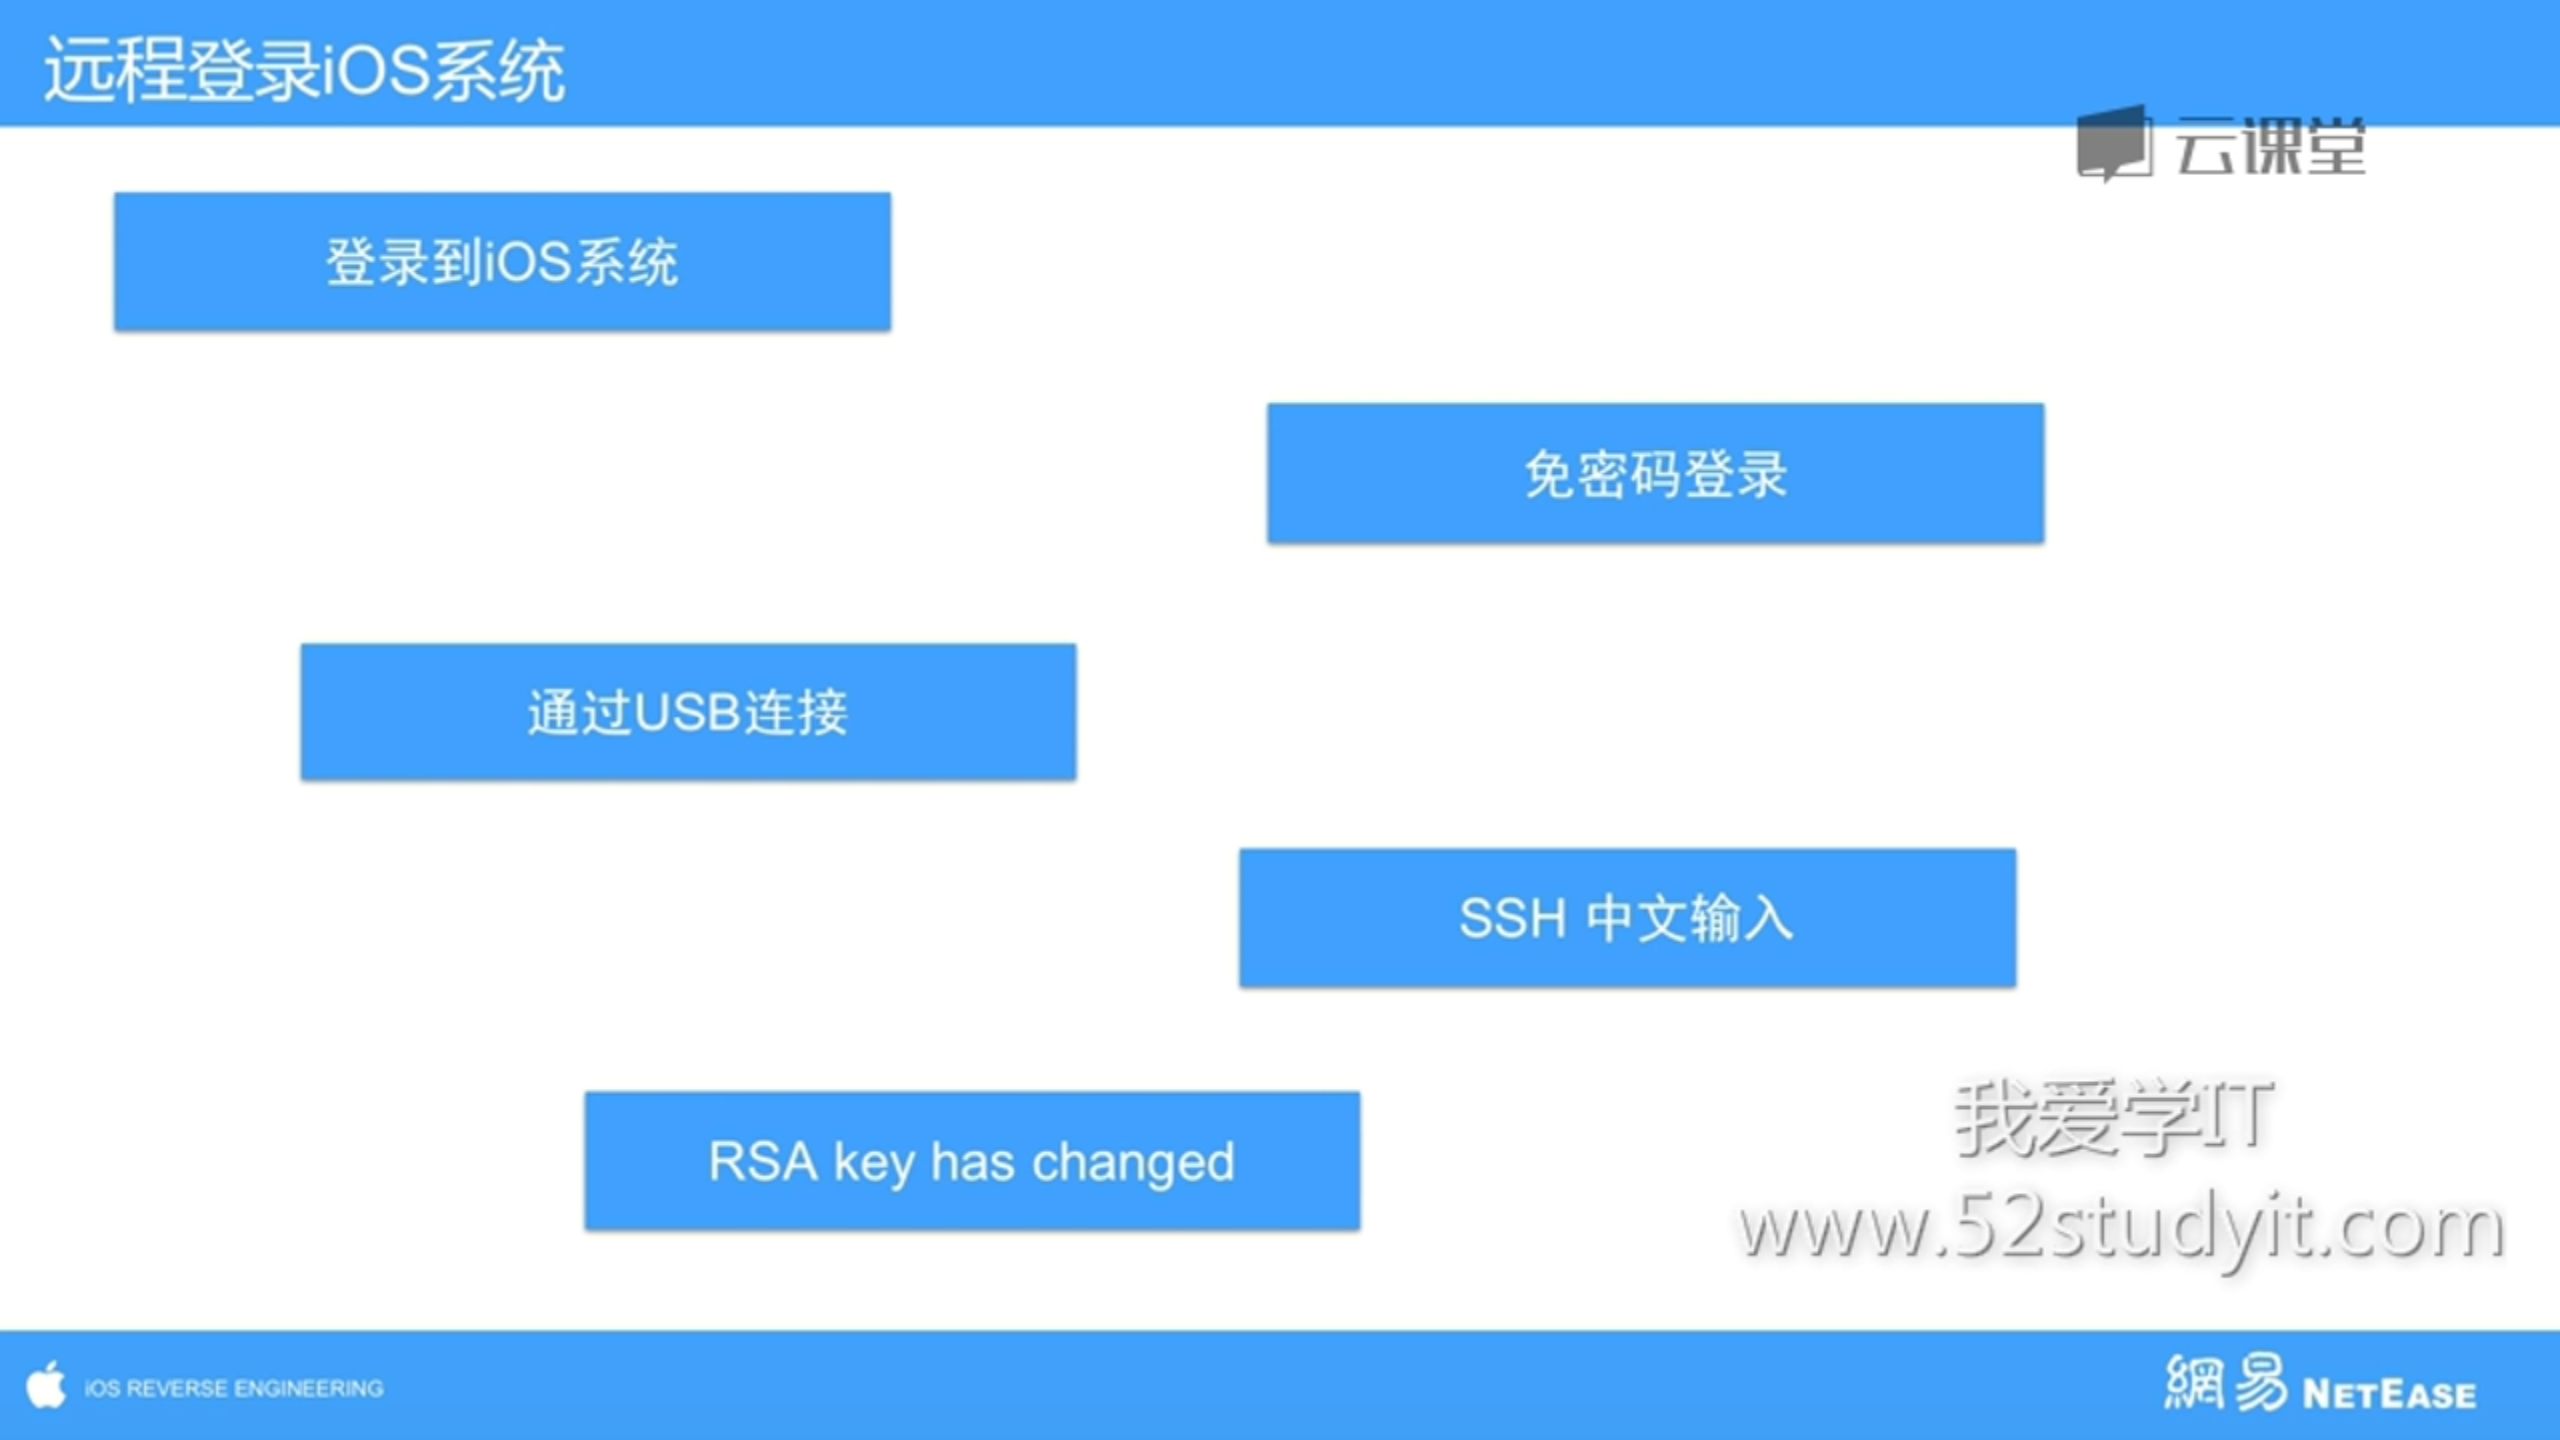 远程登录iOS系统
云课堂
登录到iOS系统
免密码登录
通过USB连接
SSH 中文输入
RSA key has changed
我爱学IT
www.52studyit.com
iOS REVERSE ENGINEERING
網易 NETEASE